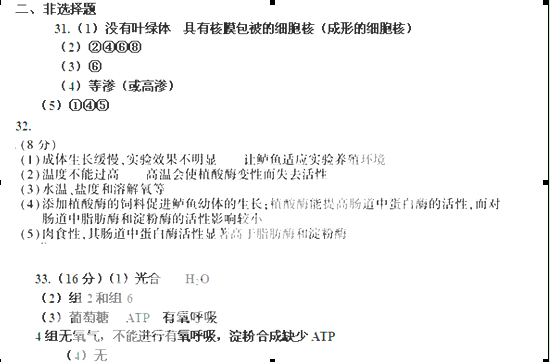 二、非选择题
31.（1）没有叶绿体 具有核膜包被的细胞核（成形的细胞核）
（2）②④⑥⑧
（3）⑥
（4）等渗（或高渗）
（5）①④⑤
32.
（8 分）
(1)成体生长缓慢,实验效果不明显 让鲈鱼适应实验养殖环境
(2)温度不能过高 高温会使植酸酶变性而失去活性
(3)水温、盐度和溶解氧等
(4)添加植酸酶的饲料促进鲈鱼幼体的生长;植酸酶能提高肠道中蛋白酶的活性,而对
肠道中脂肪酶和淀粉酶的活性影响较小
(5)肉食性,其肠道中蛋白酶活性显著高于脂肪酶和淀粉酶
33.（16 分）（1）光合 H₂O
（2）组 2 和组 6
（3）葡萄糖 ATP 有氧呼吸
4 组无氧气，不能进行有氧呼吸，淀粉合成缺少 ATP
（4）无